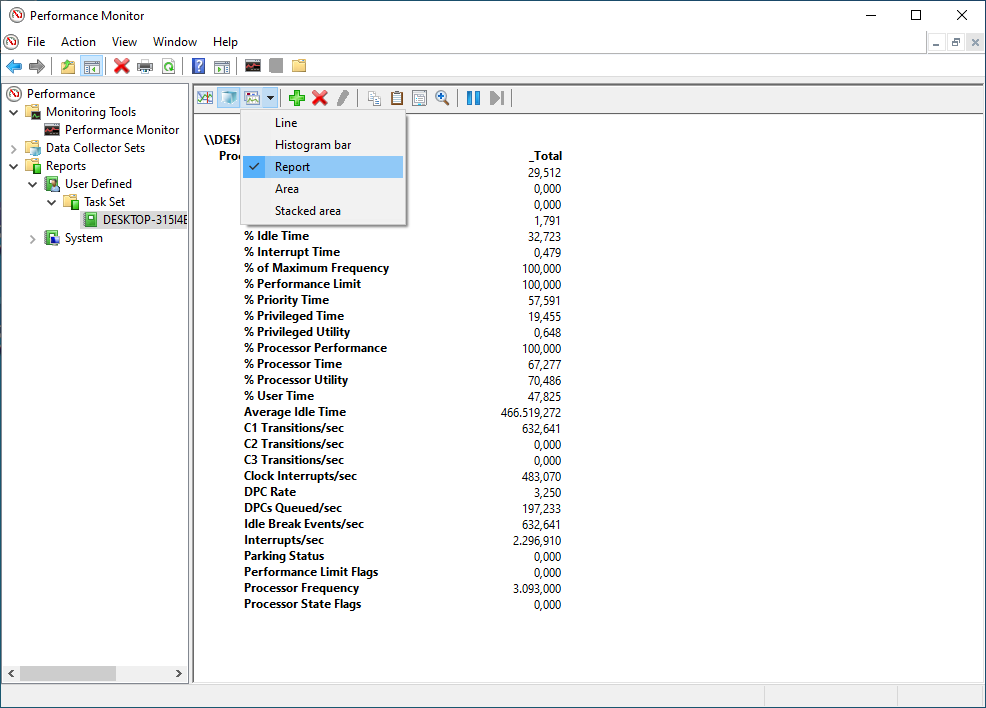 Performance Monitor
File Action View Window Help
Performance
Monitoring Tools
Performance Monitor
Data Collector Sets
Reports
User Defined
Task Set
DESKTOP-315I4E
System
Line
Histogram bar
Report
Area
Stacked area
\\DESK
Proc
_Total
29,512
0,000
0,000
1,791
% Idle Time 32,723
% Interrupt Time 0,479
% of Maximum Frequency 100,000
% Performance Limit 100,000
% Priority Time 57,591
% Privileged Time 19,455
% Privileged Utility 0,648
% Processor Performance 100,000
% Processor Time 67,277
% Processor Utility 70,486
% User Time 47,825
Average Idle Time 466.519,272
C1 Transitions/sec 632,641
C2 Transitions/sec 0,000
C3 Transitions/sec 0,000
Clock Interrupts/sec 483,070
DPC Rate 3,250
DPCs Queued/sec 197,233
Idle Break Events/sec 632,641
Interrupts/sec 2.296,910
Parking Status 0,000
Performance Limit Flags 0,000
Processor Frequency 3.093,000
Processor State Flags 0,000